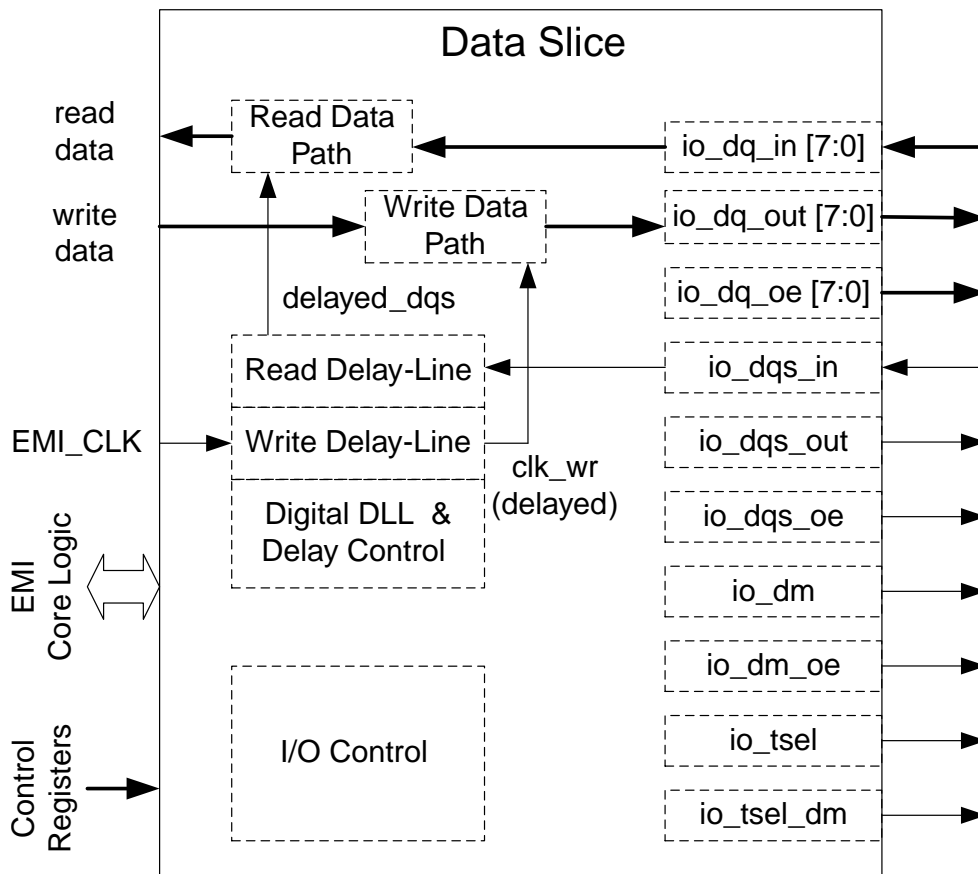 Data Slice
read
data
Read Data
Path
io_dq_in [7:0]
write
data
Write Data
Path
io_dq_out [7:0]
delayed_dqs
io_dq_oe [7:0]
Read Delay-Line
io_dqs_in
EMI_CLK
Write Delay-Line
clk_wr
(delayed)
io_dqs_out
Digital DLL &
Delay Control
io_dqs_oe
EMI
Core Logic
io_dm
io_dm_oe
Control
Registers
I/O Control
io_tsel
io_tsel_dm